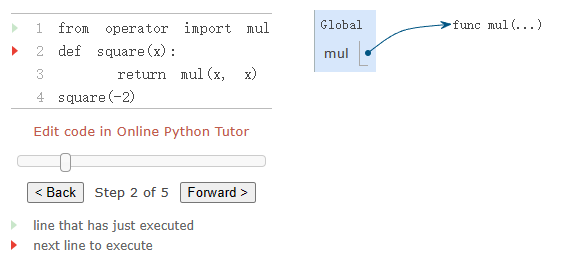 1 from operator import mul
2 def square(x):
3 return mul(x, x)
4 square(-2)
Edit code in Online Python Tutor
< Back Step 2 of 5 Forward >
line that has just executed
next line to execute
Global
mul
func mul(...)